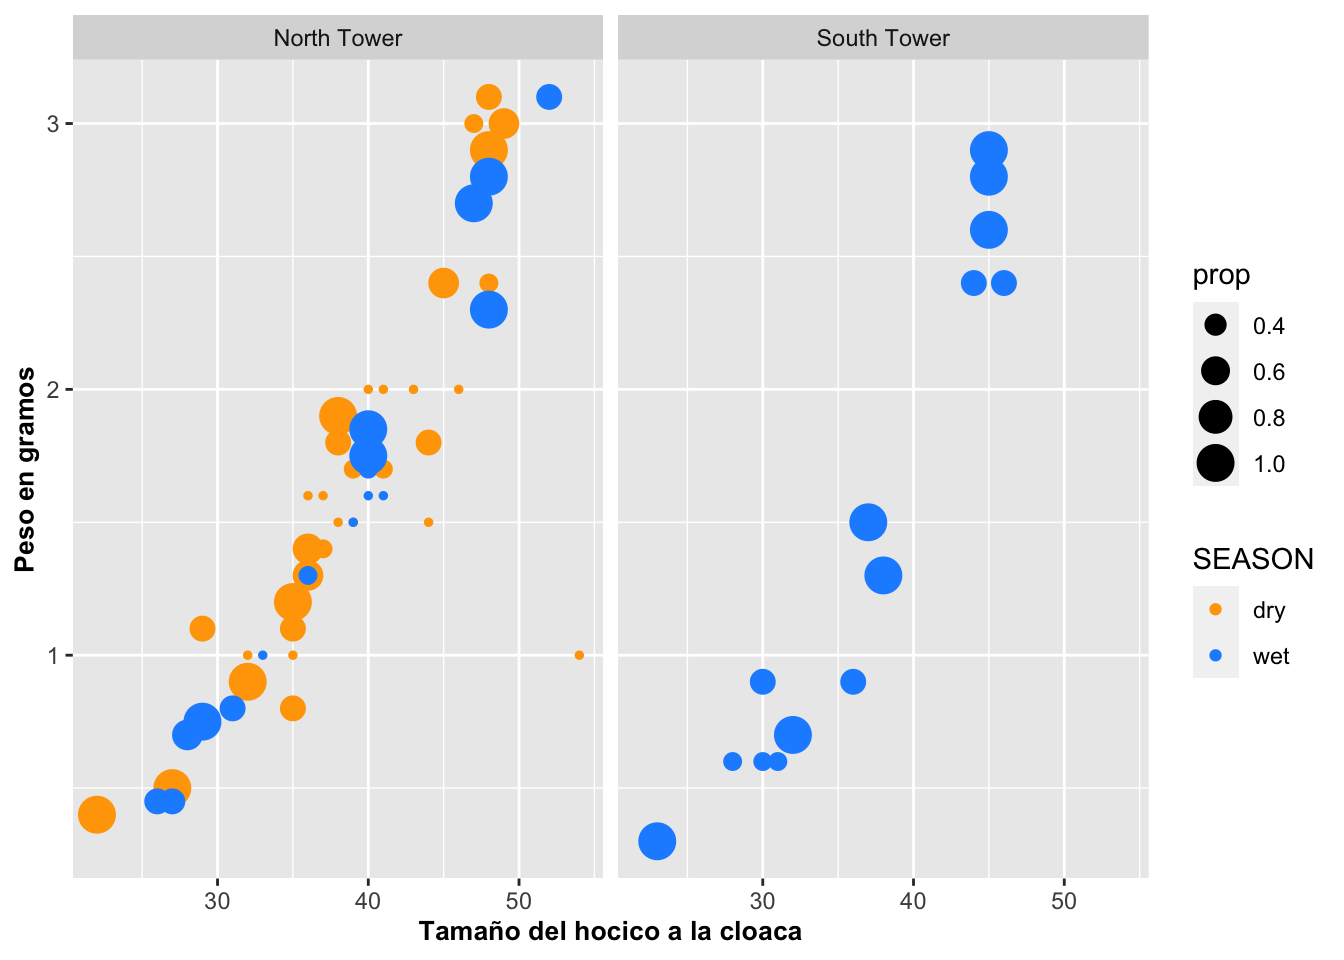 North Tower
South Tower
3
2
1
Peso en gramos
30
40
50
30
40
50
Tamaño del hocico a la cloaca
prop
0.4
0.6
0.8
1.0
SEASON
dry
wet